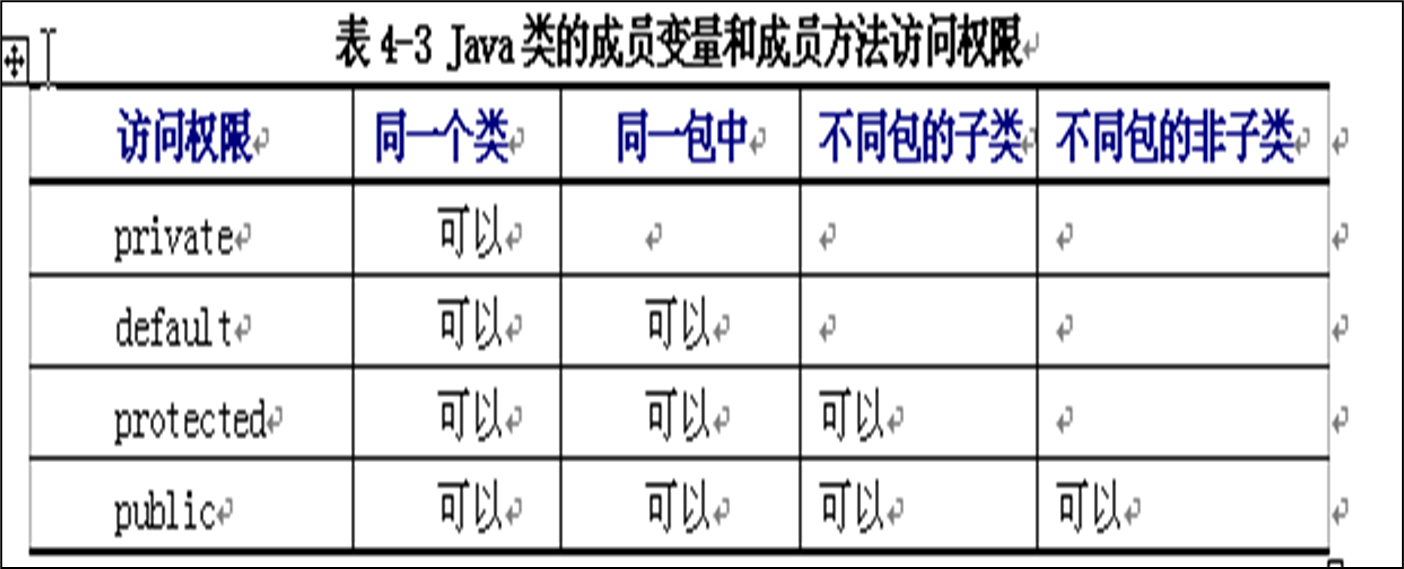 表 4-3 Java 类的成员变量和成员方法访问权限
访问权限 同一个类 同一包中 不同包的子类 不同包的非子类
private 可以
default 可以 可以
protected 可以 可以 可以
public 可以 可以 可以 可以